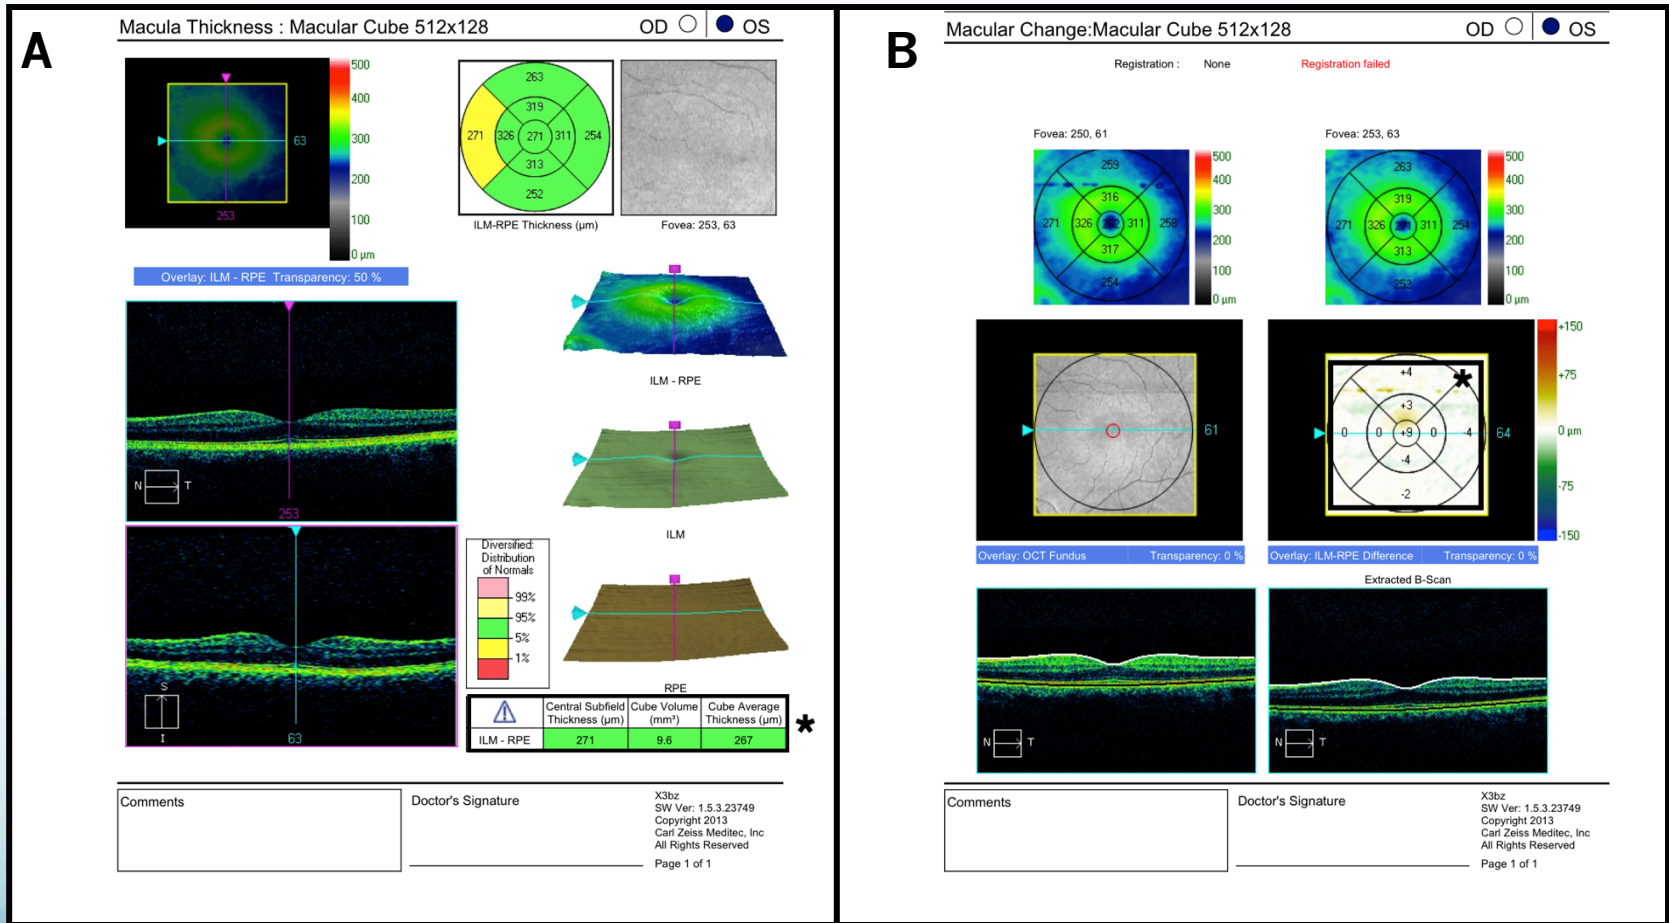 A
Macula Thickness : Macular Cube 512x128
OD OS
500
400
300
200
100
0 µm
63
253
Overlay: ILM - RPE Transparency: 50 %
263
319
271 326 271 311 254
313
252
ILM-RPE Thickness (µm)
Fovea: 253, 63
ILM - RPE
N T
253
ILM
S
I
63
Diversified:
Distribution
of Normals
99%
95%
5%
1%
RPE
Central Subfield Thickness (µm) Cube Volume (mm³) Cube Average Thickness (µm)
ILM - RPE 271 9.6 267
*
Comments
Doctor's Signature
X3bz
SW Ver: 1.5.3.23749
Copyright 2013
Carl Zeiss Meditec, Inc
All Rights Reserved
Page 1 of 1
B
Macular Change:Macular Cube 512x128
OD OS
Registration : None Registration failed
Fovea: 250, 61
259
316
271 326 311 258
317
254
500
400
300
200
100
0 µm
Fovea: 253, 63
263
319
271 326 271 311 254
313
252
500
400
300
200
100
0 µm
61
Overlay: OCT Fundus Transparency: 0 %
*
+4
+3
0 0 +9 0 -4
-4
-2
64
+150
+75
0 µm
-75
-150
Overlay: ILM-RPE Difference Transparency: 0 %
Extracted B-Scan
N T
N T
Comments
Doctor's Signature
X3bz
SW Ver: 1.5.3.23749
Copyright 2013
Carl Zeiss Meditec, Inc
All Rights Reserved
Page 1 of 1